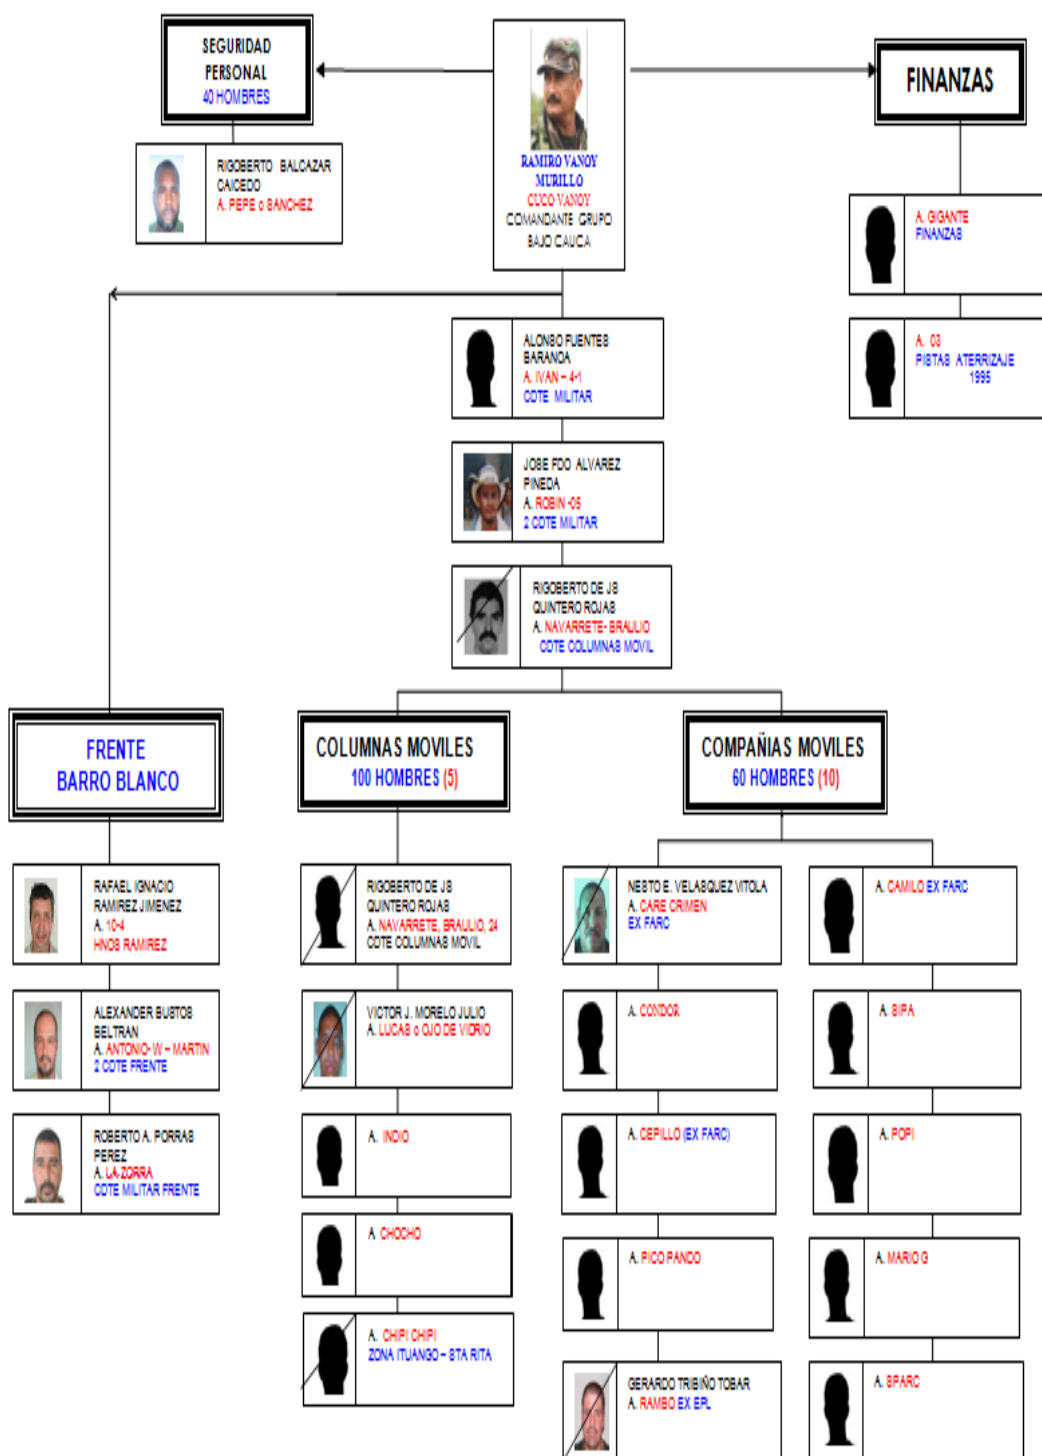 SEGURIDAD
PERSONAL
40 HOMBRES
RIGOBERTO BALCAZAR
CAICEDO
A. PEPE o SANCHEZ
RAMIRO VANOY
MURILLO
CUCO VANOY
COMANDANTE GRUPO
BAJO CAUCA
FINANZAS
A. GIGANTE
FINANZAS
A. 03
PISTAS ATERRIZAJE
1995
ALONSO FUENTES
BARANOA
A. IVAN – 4-1
CDTE MILITAR
JOSE FDO ALVAREZ
PINEDA
A. ROBIN -05
2 CDTE MILITAR
RIGOBERTO DE JS
QUINTERO ROJAS
A. NAVARRETE- BRAULIO
CDTE COLUMNAS MOVIL
FRENTE
BARRO BLANCO
RAFAEL IGNACIO
RAMIREZ JIMENEZ
A. 10-4
HNOS RAMIREZ
ALEXANDER BUSTOS
BELTRAN
A. ANTONIO- W – MARTIN
2 CDTE FRENTE
ROBERTO A. PORRAS
PEREZ
A. LA-ZORRA
CDTE MILITAR FRENTE
COLUMNAS MOVILES
100 HOMBRES (5)
RIGOBERTO DE JS
QUINTERO ROJAS
A. NAVARRETE, BRAULIO, 24
CDTE COLUMNAS MOVIL
VICTOR J. MORELO JULIO
A. LUCAS o OJO DE VIDRIO
A. INDIO
A. CHOCHO
A. CHIPI CHIPI
ZONA ITUANGO – STA RITA
COMPAÑIAS MOVILES
60 HOMBRES (10)
NESTO E. VELASQUEZ VITOLA
A. CARE CRIMEN
EX FARC
A. CONDOR
A. CEPILLO (EX FARC)
A. PICO PANDO
GERARDO TRIBIÑO TOBAR
A. RAMBO EX EPL
A. CAMILO EX FARC
A. SIPA
A. POPI
A. MARIO G
A. SPARC